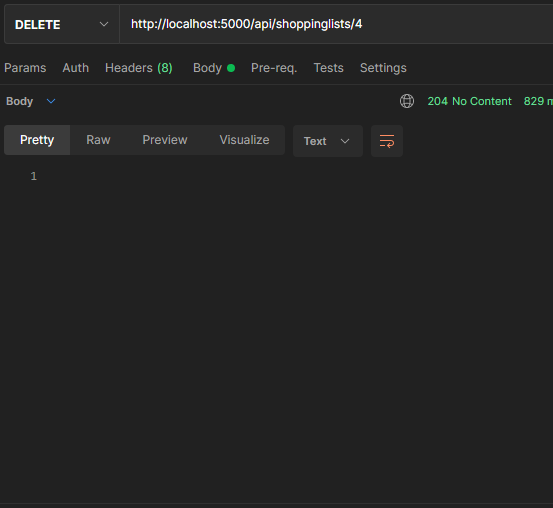 DELETE http://localhost:5000/api/shoppinglists/4
Params Auth Headers (8) Body Pre-req. Tests Settings
Body 204 No Content 829 m
Pretty Raw Preview Visualize Text
1